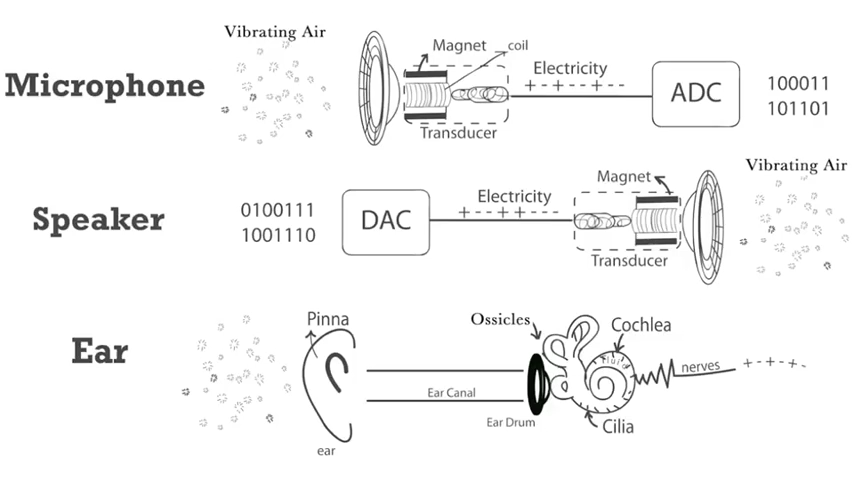 Vibrating Air
Microphone
Magnet
coil
Transducer
Electricity
+ - - + - - + - -
ADC
100011
101101
Speaker
0100111
1001110
DAC
Electricity
- + - - + - + - - -
Magnet
Transducer
Vibrating Air
Ear
Pinna
ear
Ear Canal
Ossicles
Ear Drum
Cochlea
Fluid
Cilia
nerves
+ - + - + -